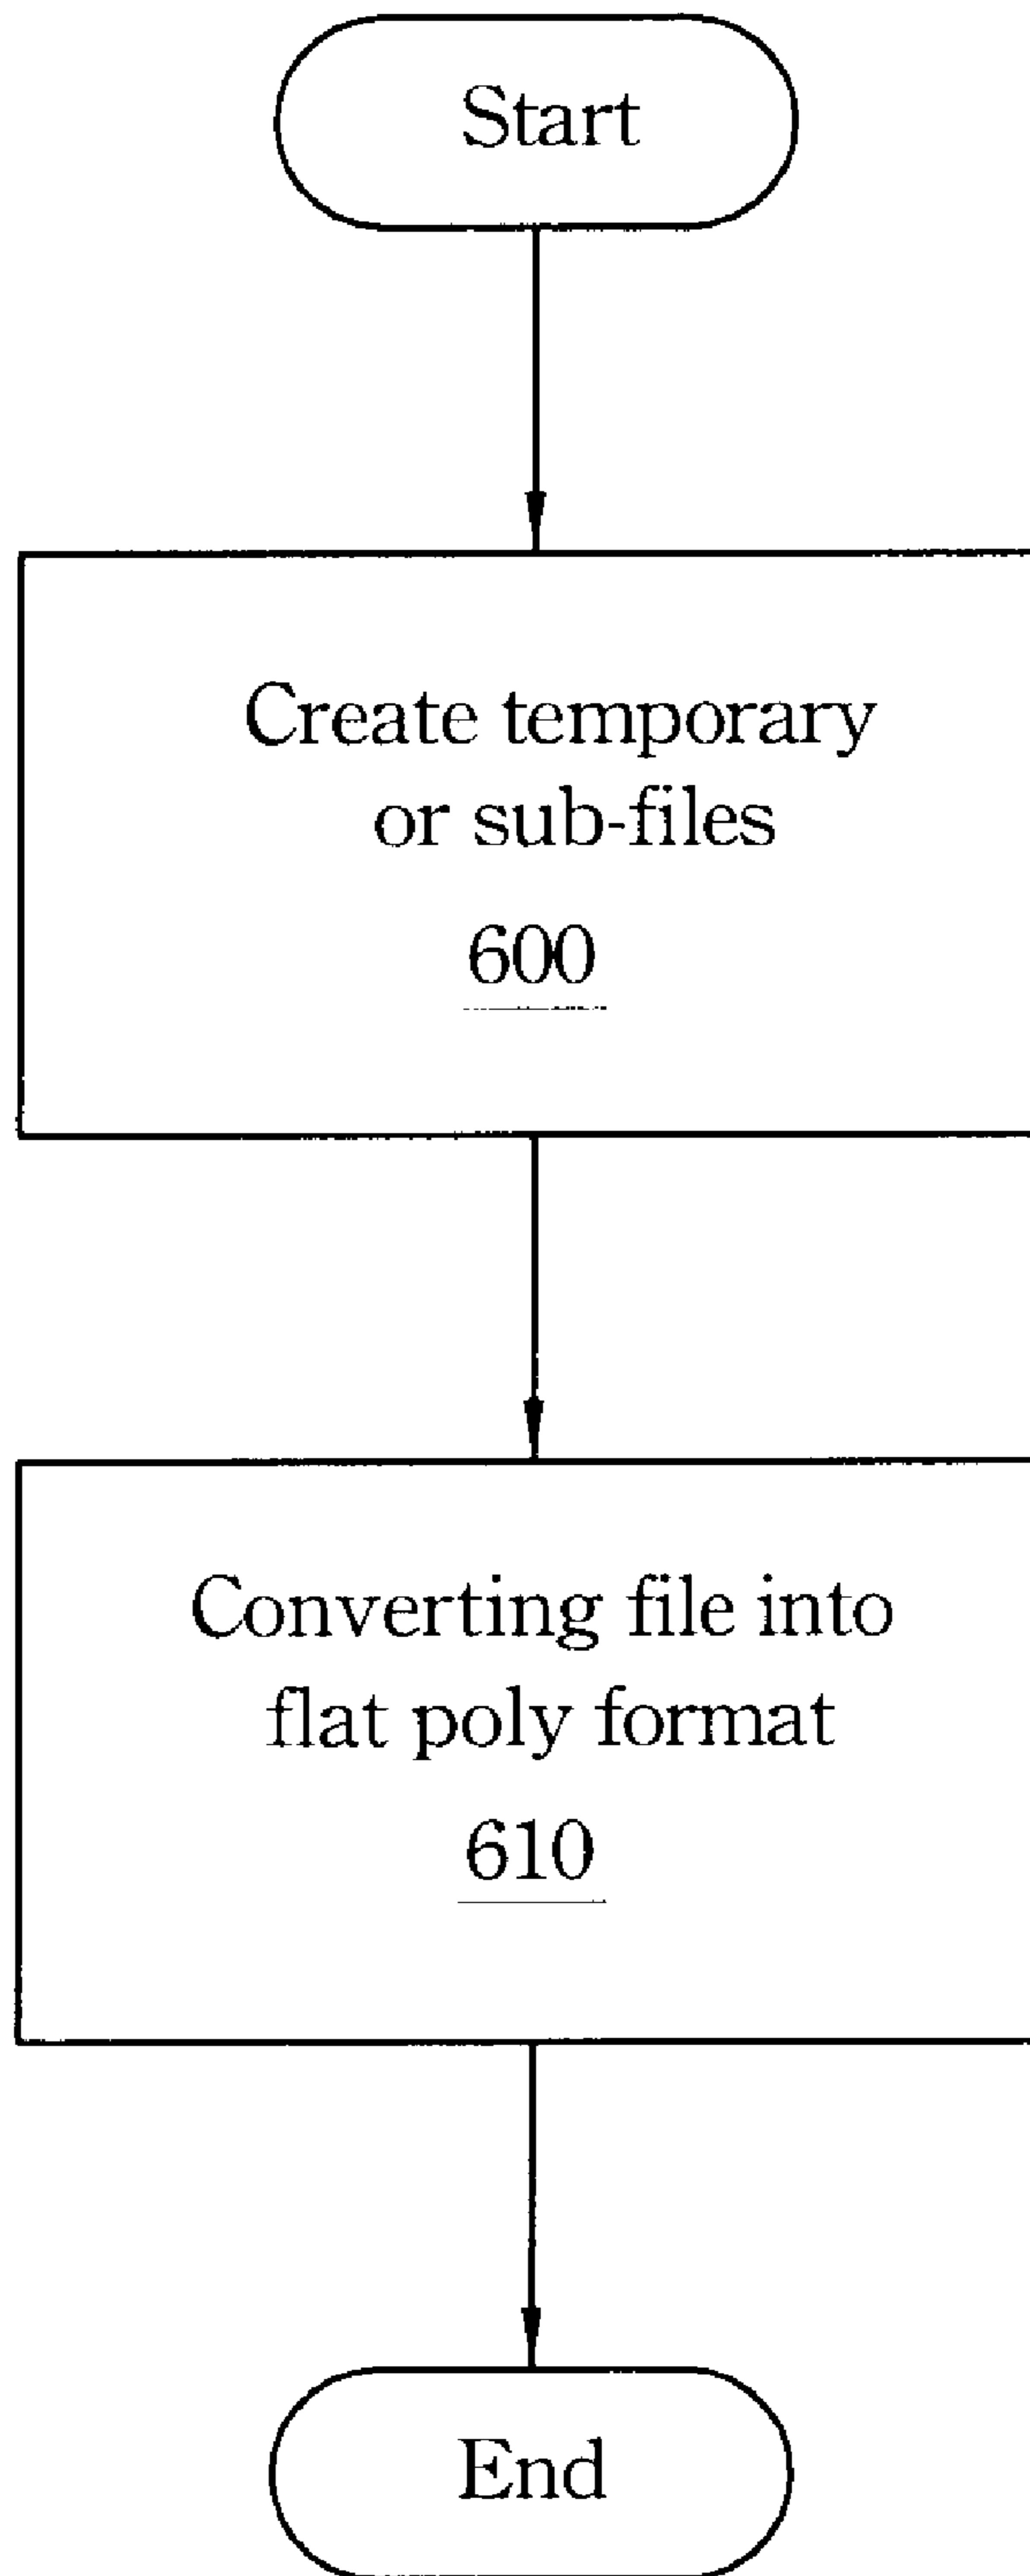 Start
Create temporary
or sub-files
600
Converting file into
flat poly format
610
End